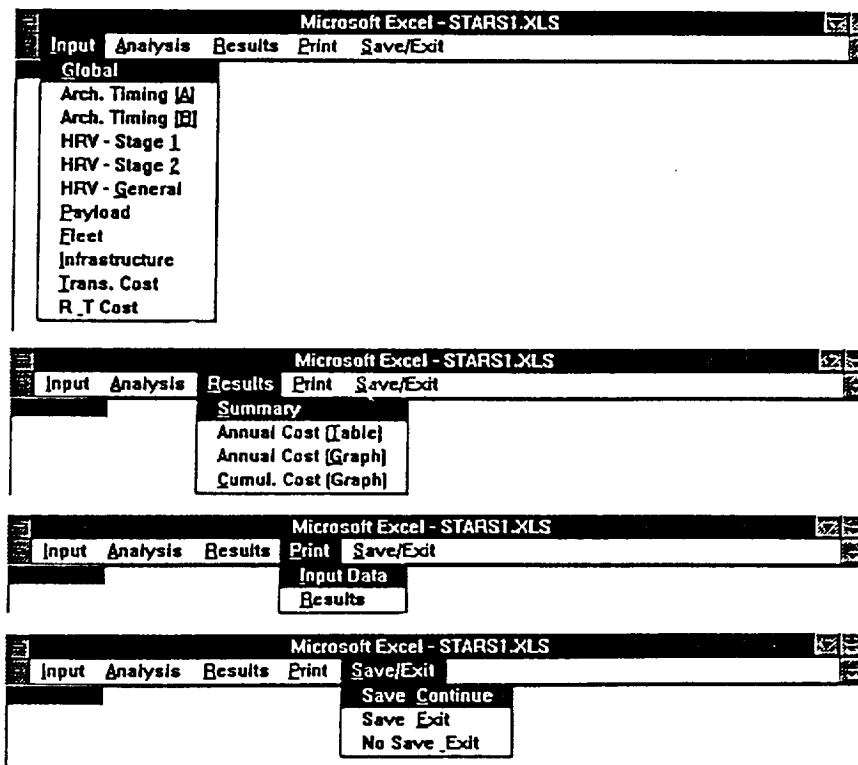 Microsoft Excel - STARS1.XLS
Input Analysis Results Print Save/Exit
Global
Arch. Timing [A]
Arch. Timing [B]
HRV - Stage 1
HRV - Stage 2
HRV - General
Payload
Fleet
Infrastructure
Trans. Cost
R_T Cost
Microsoft Excel - STARS1.XLS
Input Analysis Results Print Save/Exit
Summary
Annual Cost [Table]
Annual Cost [Graph]
Cumul. Cost [Graph]
Microsoft Excel - STARS1.XLS
Input Analysis Results Print Save/Exit
Input Data
Results
Microsoft Excel - STARS1.XLS
Input Analysis Results Print Save/Exit
Save Continue
Save Exit
No Save_Exit